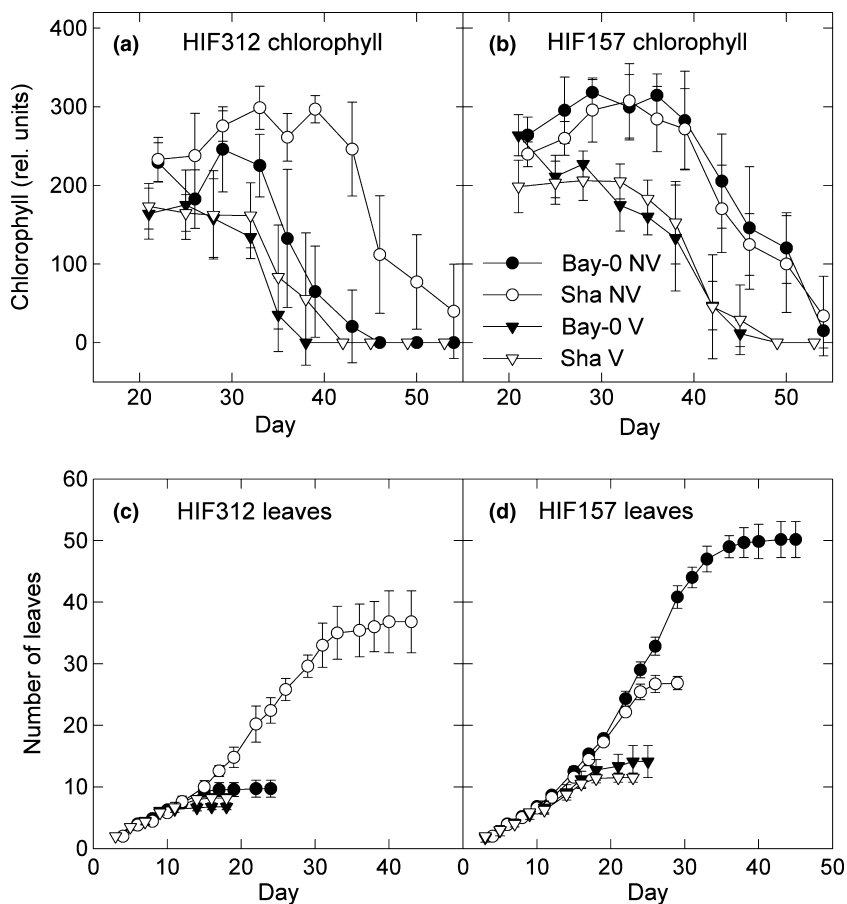 (a) HIF312 chlorophyll
(b) HIF157 chlorophyll
Chlorophyll (rel. units)
400
300
200
100
0
Bay-0 NV
Sha NV
Bay-0 V
Sha V
20 30 40 50
20 30 40 50
Day
Day
(c) HIF312 leaves
(d) HIF157 leaves
Number of leaves
60
50
40
30
20
10
0
0 10 20 30 40
0 10 20 30 40 50
Day
Day